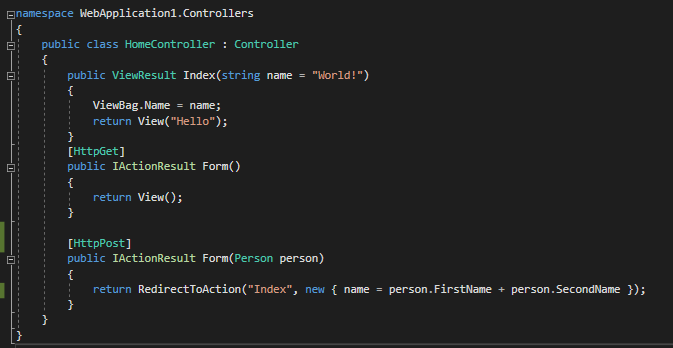 namespace WebApplication1.Controllers
{
    public class HomeController : Controller
    {
        public ViewResult Index(string name = "World!")
        {
            ViewBag.Name = name;
            return View("Hello");
        }
        [HttpGet]
        public IActionResult Form()
        {
            return View();
        }

        [HttpPost]
        public IActionResult Form(Person person)
        {
            return RedirectToAction("Index", new { name = person.FirstName + person.SecondName });
        }
    }
}